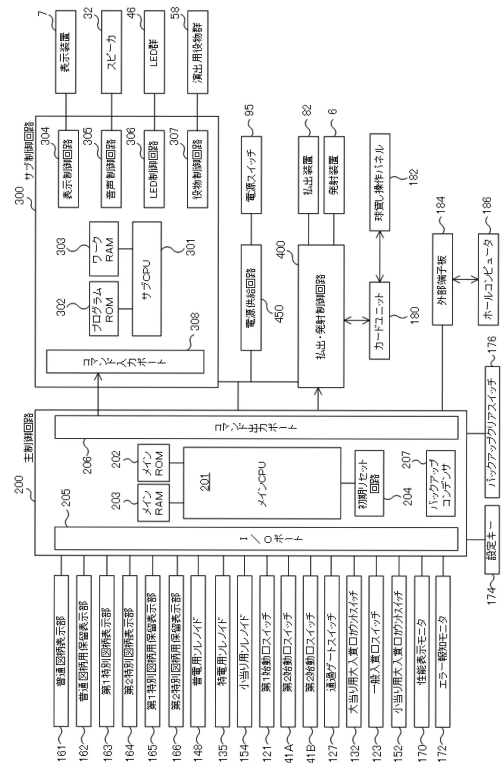 200
主制御回路
205
I／Oポート
206
コマンド出力ポート
203
メインRAM
202
メインROM
201
メインCPU
初期リセット回路
204
207
バックアップコンデンサ
161
普通図柄表示部
162
普通図柄用保留表示部
163
第1特別図柄表示部
164
第2特別図柄表示部
165
第1特別図柄用保留表示部
166
第2特別図柄用保留表示部
148
普電用ソレノイド
135
特電用ソレノイド
154
小当り用ソレノイド
121
第1始動口スイッチ
41A
第2始動口スイッチ
41B
第2始動口スイッチ
127
通過ゲートスイッチ
132
大当り用大入賞口カウントスイッチ
123
一般入賞口スイッチ
152
小当り用大入賞口カウントスイッチ
170
性能表示モニタ
172
エラー報知モニタ
174
設定キー
176
バックアップクリアスイッチ
300
サブ制御回路
308
コマンド入力ポート
302
プログラムROM
303
ワークRAM
サブCPU
301
304
表示制御回路
305
音声制御回路
306
LED制御回路
307
役物制御回路
7
表示装置
32
スピーカ
46
LED群
58
演出用役物群
電源供給回路
450
電源スイッチ
95
400
払出・発射制御回路
払出装置
82
発射装置
6
カードユニット
180
球貸し操作パネル
182
外部端子板
184
ホールコンピュータ
186